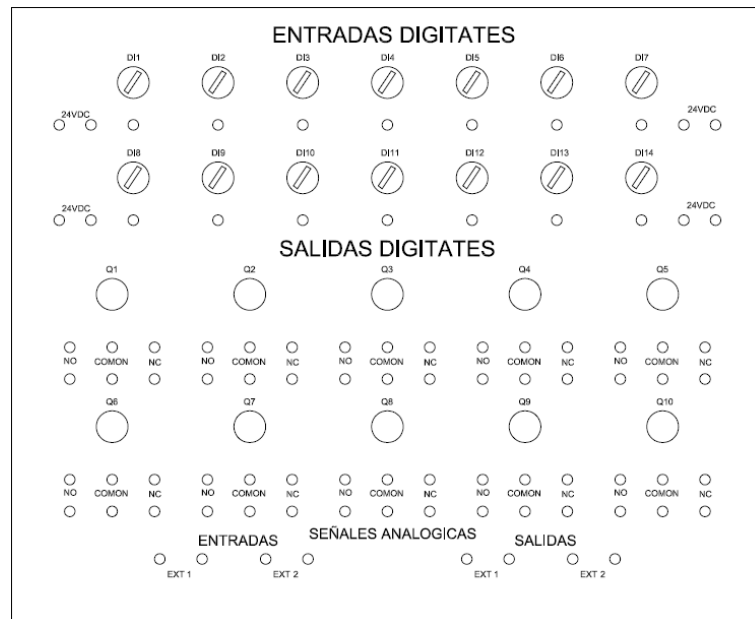 ENTRADAS DIGITATES
DI1 DI2 DI3 DI4 DI5 DI6 DI7
24VDC 24VDC
DI8 DI9 DI10 DI11 DI12 DI13 DI14
24VDC 24VDC
SALIDAS DIGITATES
Q1 Q2 Q3 Q4 Q5
NO COMON NC NO COMON NC NO COMON NC NO COMON NC NO COMON NC
Q6 Q7 Q8 Q9 Q10
NO COMON NC NO COMON NC NO COMON NC NO COMON NC NO COMON NC
SEÑALES ANALOGICAS
ENTRADAS SALIDAS
EXT 1 EXT 2 EXT 1 EXT 2